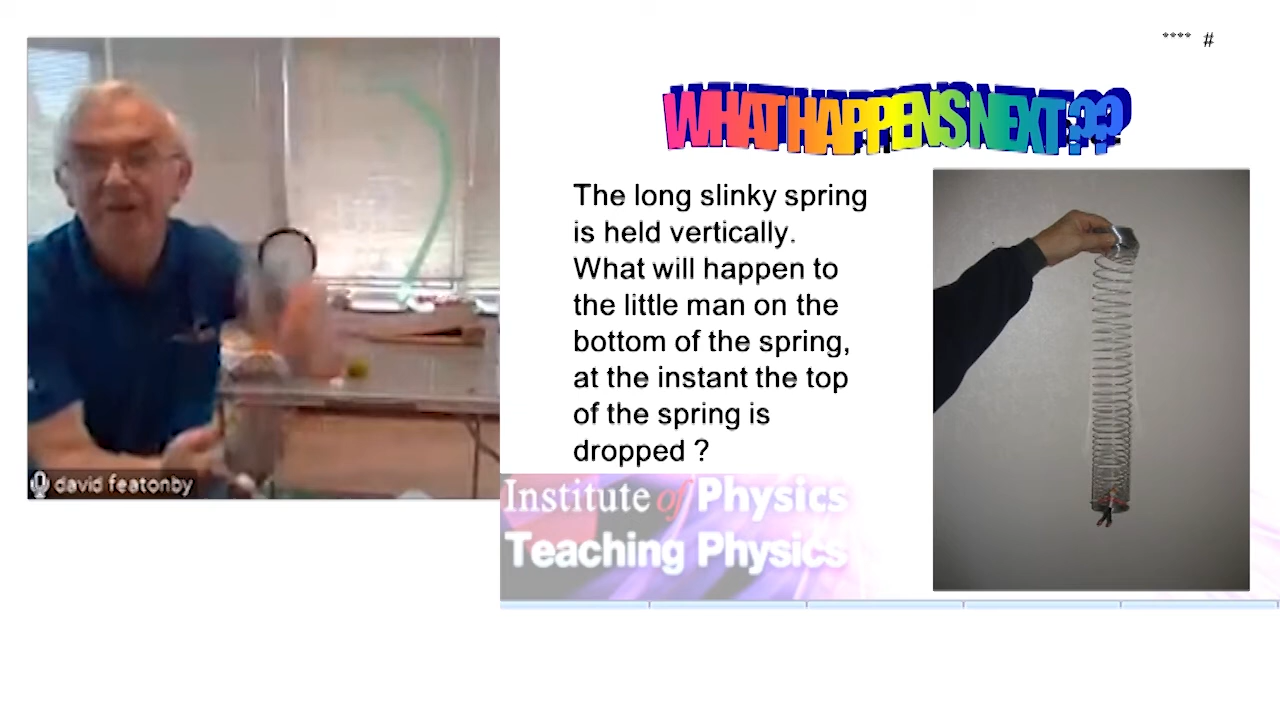 **** #
WHAT HAPPENS NEXT ???
The long slinky spring
is held vertically.
What will happen to
the little man on the
bottom of the spring,
at the instant the top
of the spring is
dropped ?
david featonby
Institute of Physics
Teaching Physics